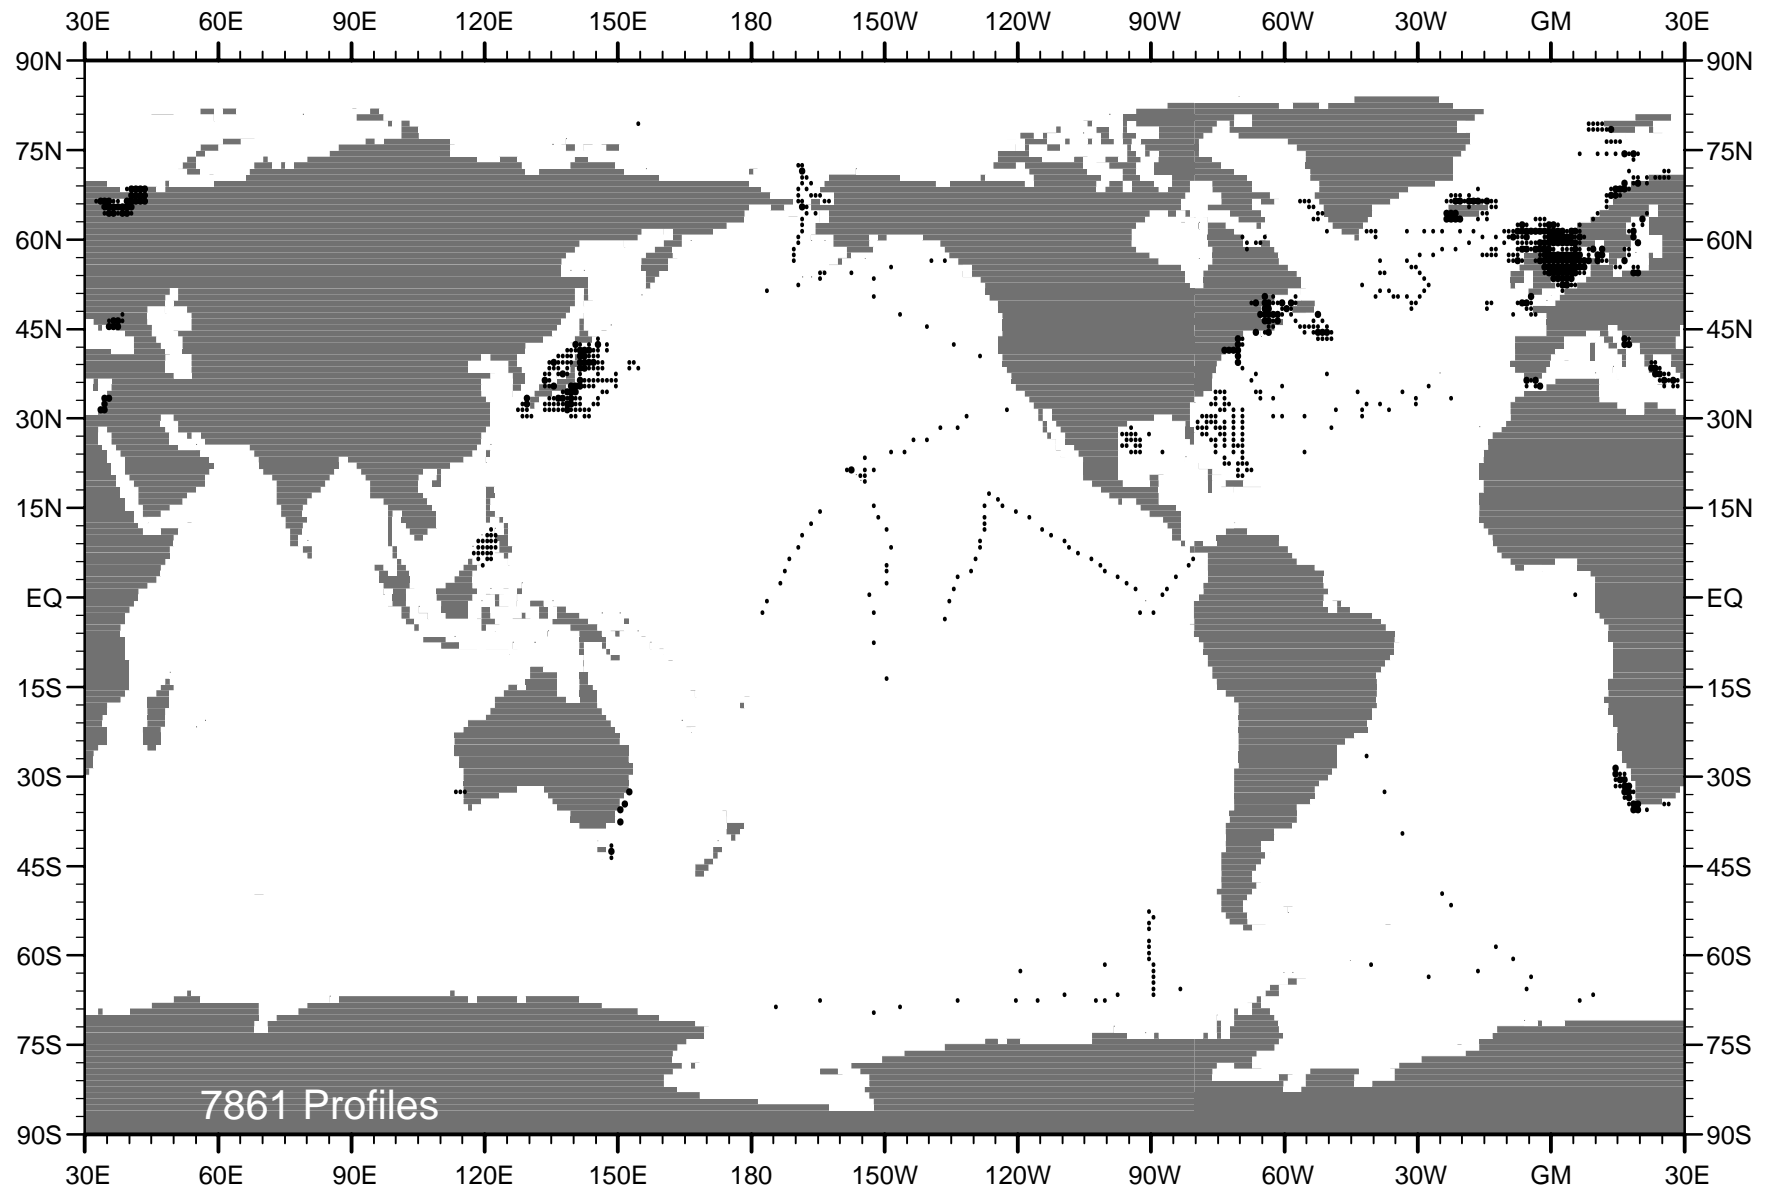 30E 60E 90E 120E 150E 180 150W 120W 90W 60W 30W GM 30E
90N 90N
75N 75N
60N 60N
45N 45N
30N 30N
15N 15N
EQ EQ
15S 15S
30S 30S
45S 45S
60S 60S
75S 75S
7861 Profiles
90S 90S
30E 60E 90E 120E 150E 180 150W 120W 90W 60W 30W GM 30E